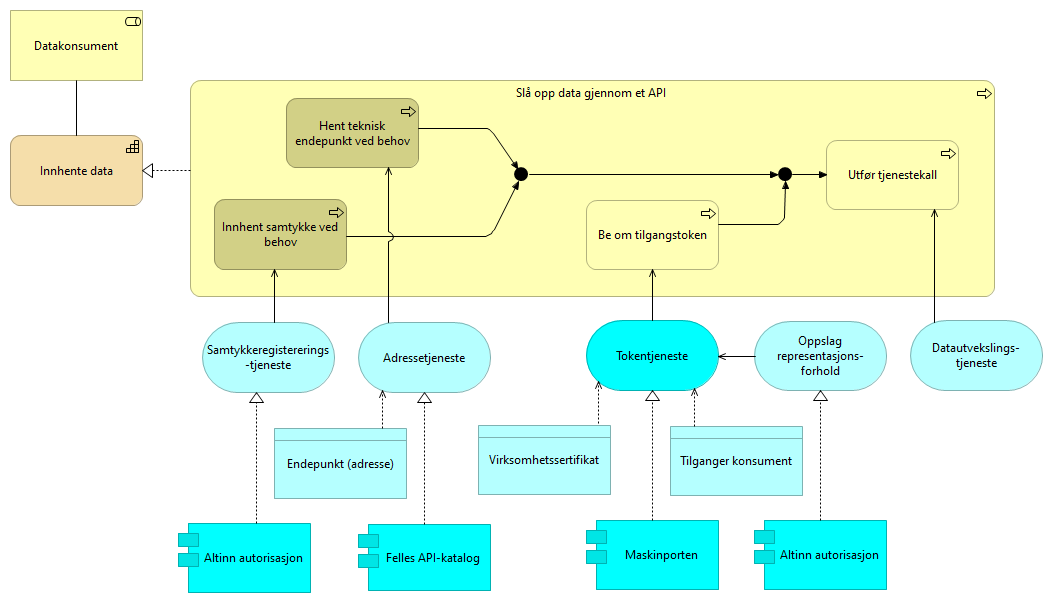 Datakonsument
Innhente data
Slå opp data gjennom et API
Hent teknisk
endepunkt ved behov
Innhent samtykke ved
behov
Be om tilgangstoken
Utfør tjenestekall
Samtykkeregistererings
-tjeneste
Adressetjeneste
Tokentjeneste
Oppslag
representasjons-
forhold
Datautvekslings-
tjeneste
Endepunkt (adresse)
Virksomhetssertifikat
Tilganger konsument
Altinn autorisasjon
Felles API-katalog
Maskinporten
Altinn autorisasjon